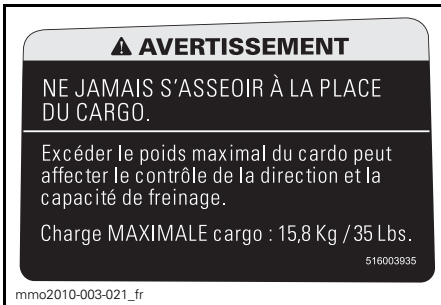 AVERTISSEMENT
NE JAMAIS S'ASSEOIR À LA PLACE
DU CARGO.
Excéder le poids maximal du cardo peut
affecter le contrôle de la direction et la
capacité de freinage.
Charge MAXIMALE cargo : 15,8 Kg / 35 Lbs.
516003935
mmo2010-003-021_fr